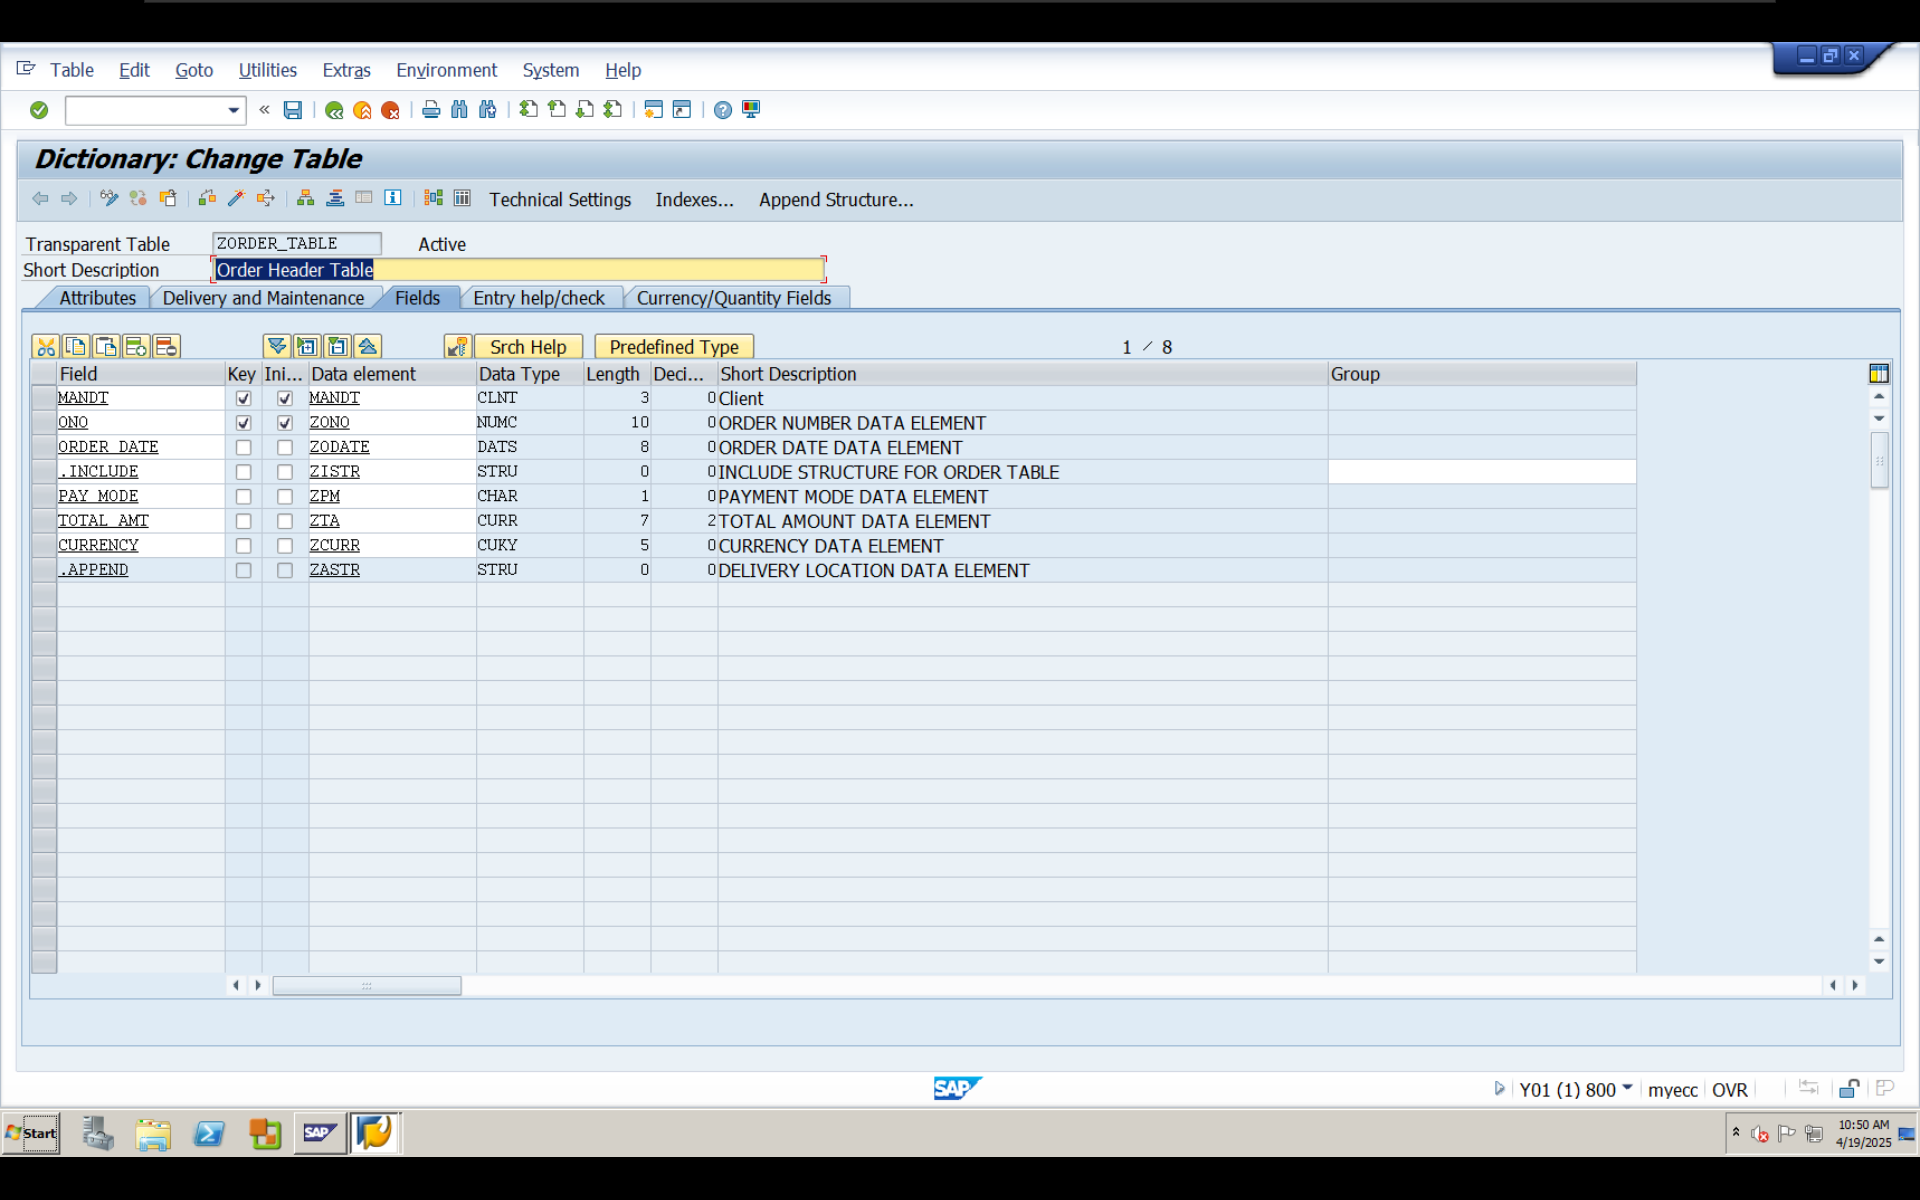 Table Edit Goto Utilities Extras Environment System Help
Dictionary: Change Table
Technical Settings Indexes... Append Structure...
Transparent Table ZORDER_TABLE Active
Short Description Order Header Table
Attributes Delivery and Maintenance Fields Entry help/check Currency/Quantity Fields
Srch Help Predefined Type 1 / 8
Field Key Ini... Data element Data Type Length Deci... Short Description Group
MANDT MANDT CLNT 3 0 Client
ONO ZONO NUMC 10 0 ORDER NUMBER DATA ELEMENT
ORDER_DATE ZODATE DATS 8 0 ORDER DATE DATA ELEMENT
.INCLUDE ZISTR STRU 0 0 INCLUDE STRUCTURE FOR ORDER TABLE
PAY_MODE ZPM CHAR 1 0 PAYMENT MODE DATA ELEMENT
TOTAL_AMT ZTA CURR 7 2 TOTAL AMOUNT DATA ELEMENT
CURRENCY ZCURR CUKY 5 0 CURRENCY DATA ELEMENT
.APPEND ZASTR STRU 0 0 DELIVERY LOCATION DATA ELEMENT
SAP
Y01 (1) 800 myecc OVR
Start SAP
10:50 AM
4/19/2025